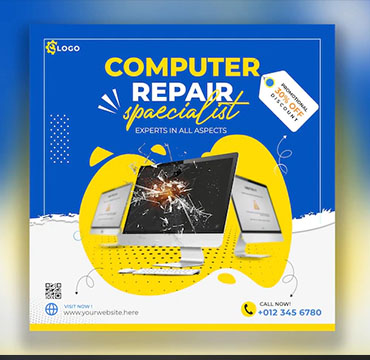 LOGO
COMPUTER
REPAIR
spaecialist
EXPERTS IN ALL ASPECTS
PROMOTIONAL
30% OFF
DISCOUNT
VISIT NOW !
www.yourwebsite,here
CALL NOW!
+012 345 6780